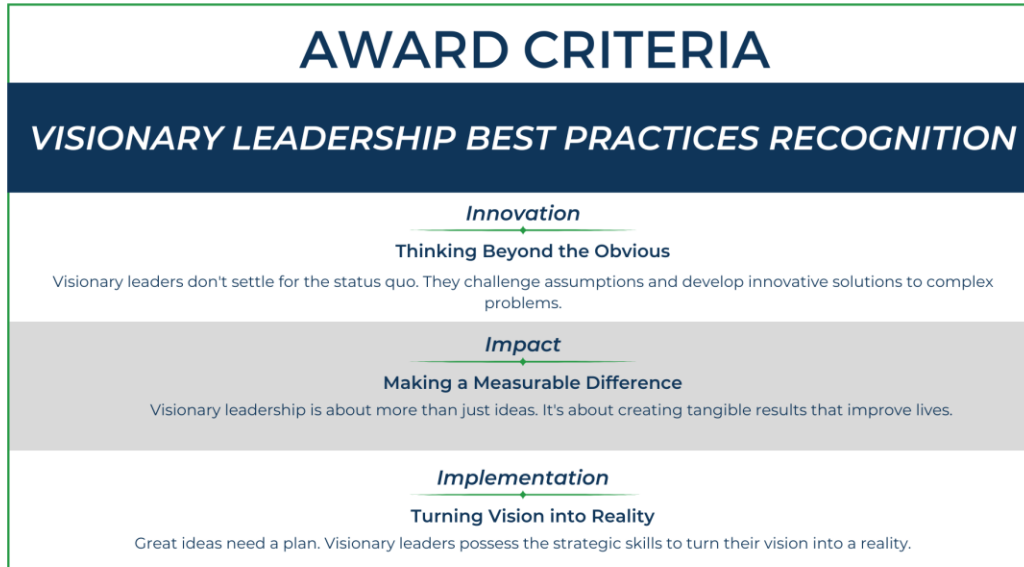 AWARD CRITERIA
VISIONARY LEADERSHIP BEST PRACTICES RECOGNITION
Innovation
Thinking Beyond the Obvious
Visionary leaders don't settle for the status quo. They challenge assumptions and develop innovative solutions to complex
problems.
Impact
Making a Measurable Difference
Visionary leadership is about more than just ideas. It's about creating tangible results that improve lives.
Implementation
Turning Vision into Reality
Great ideas need a plan. Visionary leaders possess the strategic skills to turn their vision into a reality.